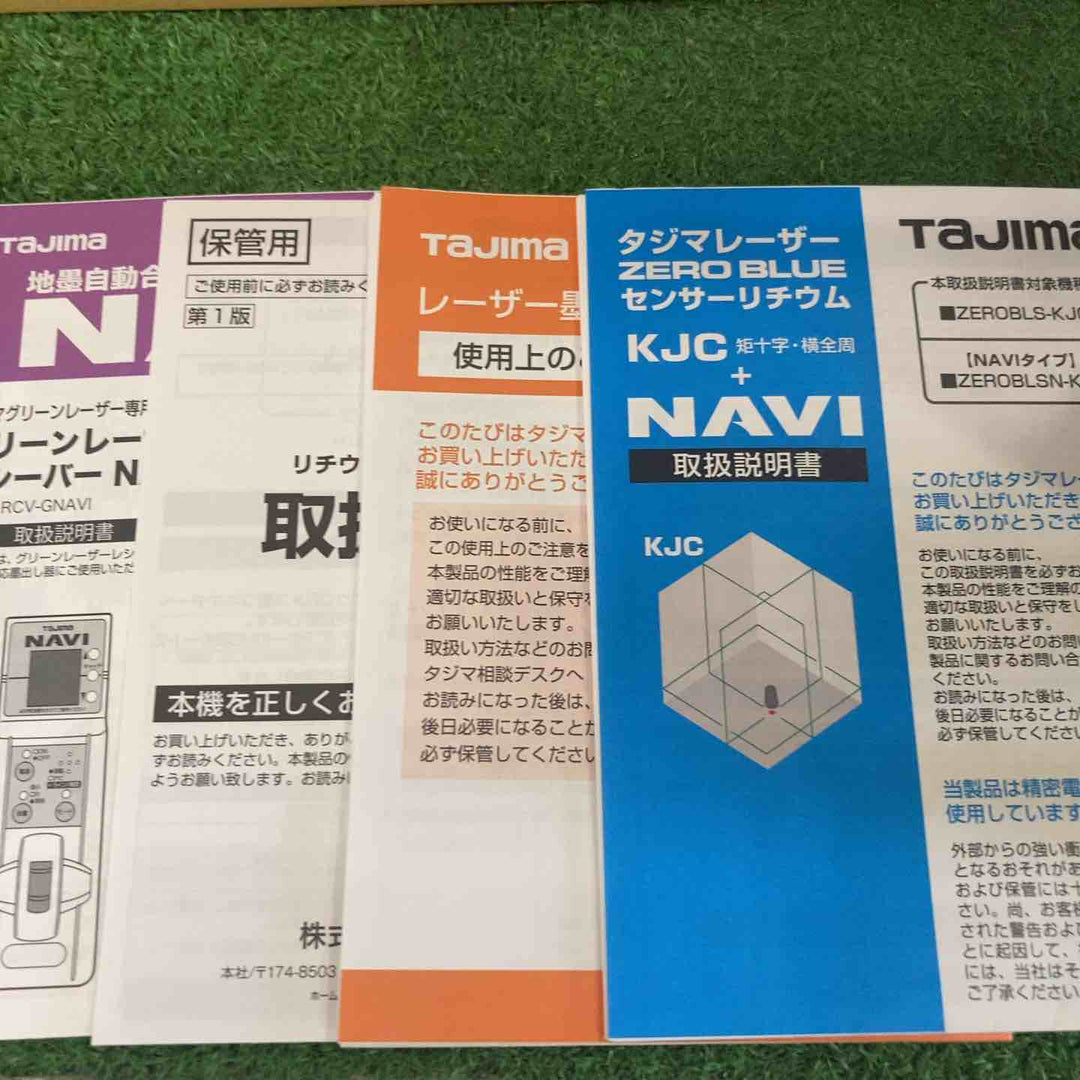 TaJIma
地墨自動合
NA
マグリーンレーザー専用
リーンレー
シーバー N
RCV-GNAVI
取扱説明書
は、グリーンレーザーレシ
応墨出し器にご使用いただ
TaJIma
NAVI
保管用
ご使用前に必ずお読みく
第1版
リチウ
取扱
本機を正しくお
お買い上げいただき、ありが
ずお読みください。本製品の
ようお願い致します。お読み
株式
本社/〒174-8503
ホーム
TaJIma
レーザー墨
使用上のご
このたびはタジマ
お買い上げいただ
誠にありがとうご
お使いになる前に、
この使用上のご注意を
本製品の性能をご理解
適切な取扱いと保守を
お願いいたします。
取扱い方法などのお問
タジマ相談デスクへ
お読みになった後は、
後日必要になることが
必ず保管してください
タジマレーザー
ZERO BLUE
センサーリチウム
KJC 矩十字・横全周
+
NAVI
取扱説明書
KJC
TaJIma
本取扱説明書対象機種
■ZEROBLS-KJC
【NAVIタイプ】
■ZEROBLSN-K
このたびはタジマレー
お買い上げいただき
誠にありがとうござ
お使いになる前に、
この取扱説明書を必ずお
本製品の性能をご理解の
適切な取扱いと保守をし
お願いいたします。
取扱い方法などのお問い
製品に関するお問い合
ください。
お読みになった後は、
後日必要になることが
必ず保管してください
当製品は精密電
使用しています
外部からの強い衝
となるおそれがあ
および保管には十
さい。尚、お客様
された警告およ
とに起因して、
には、当社はそ
ご了承ください